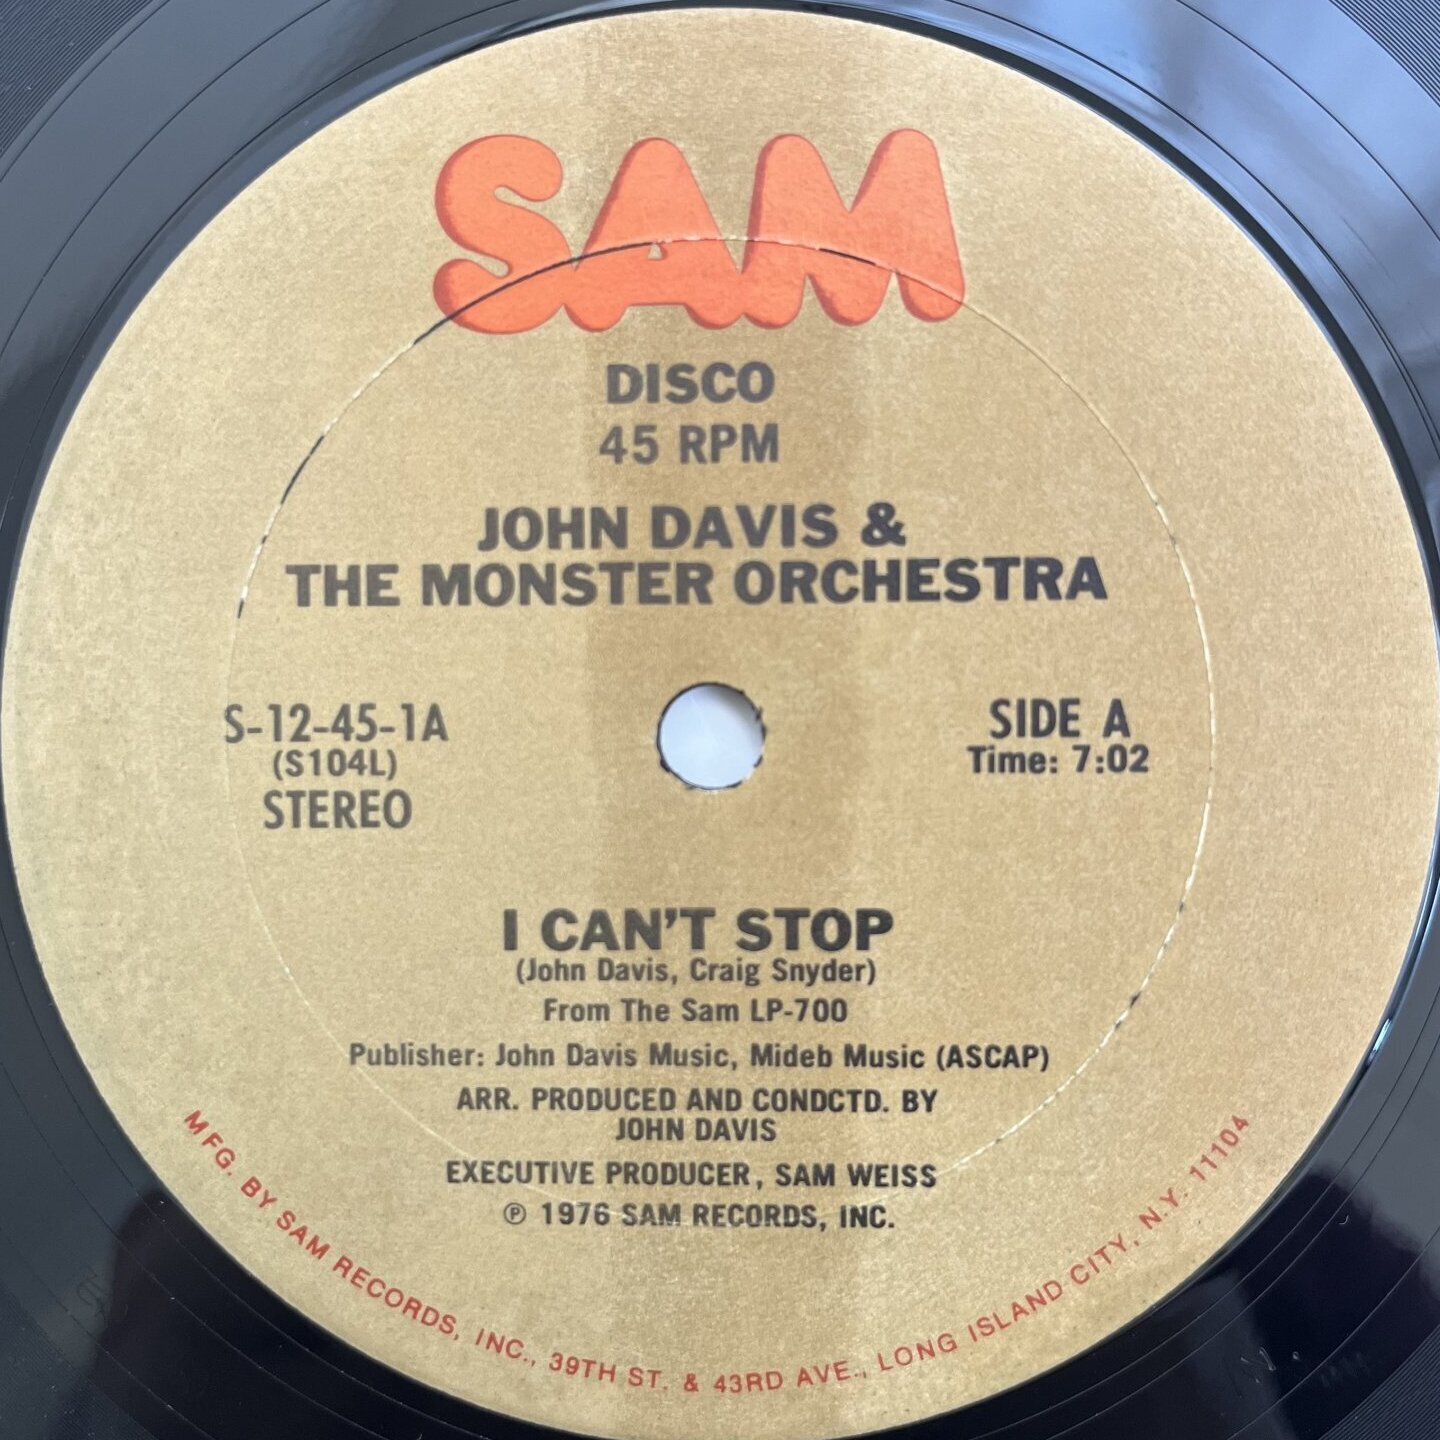 SAM
DISCO
45 RPM
JOHN DAVIS &
THE MONSTER ORCHESTRA
S-12-45-1A
(S104L)
STEREO
SIDE A
Time: 7:02
I CAN'T STOP
(John Davis, Craig Snyder)
From The Sam LP-700
Publisher: John Davis Music, Mideb Music (ASCAP)
ARR. PRODUCED AND CONDCTD. BY
JOHN DAVIS
EXECUTIVE PRODUCER, SAM WEISS
℗ 1976 SAM RECORDS, INC.
MFG. BY SAM RECORDS, INC., 39TH ST. & 43RD AVE., LONG ISLAND CITY, N.Y. 11104